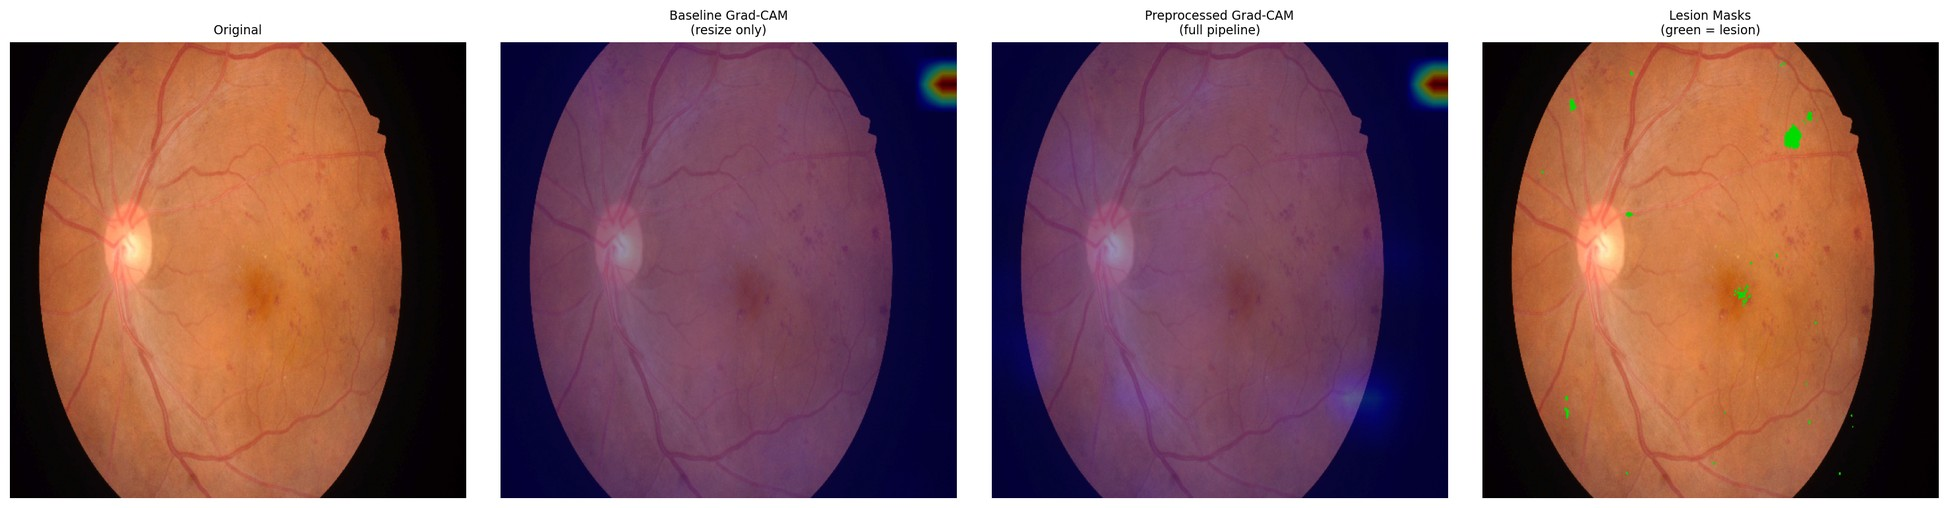 Original
Baseline Grad-CAM
(resize only)
Preprocessed Grad-CAM
(full pipeline)
Lesion Masks
(green = lesion)